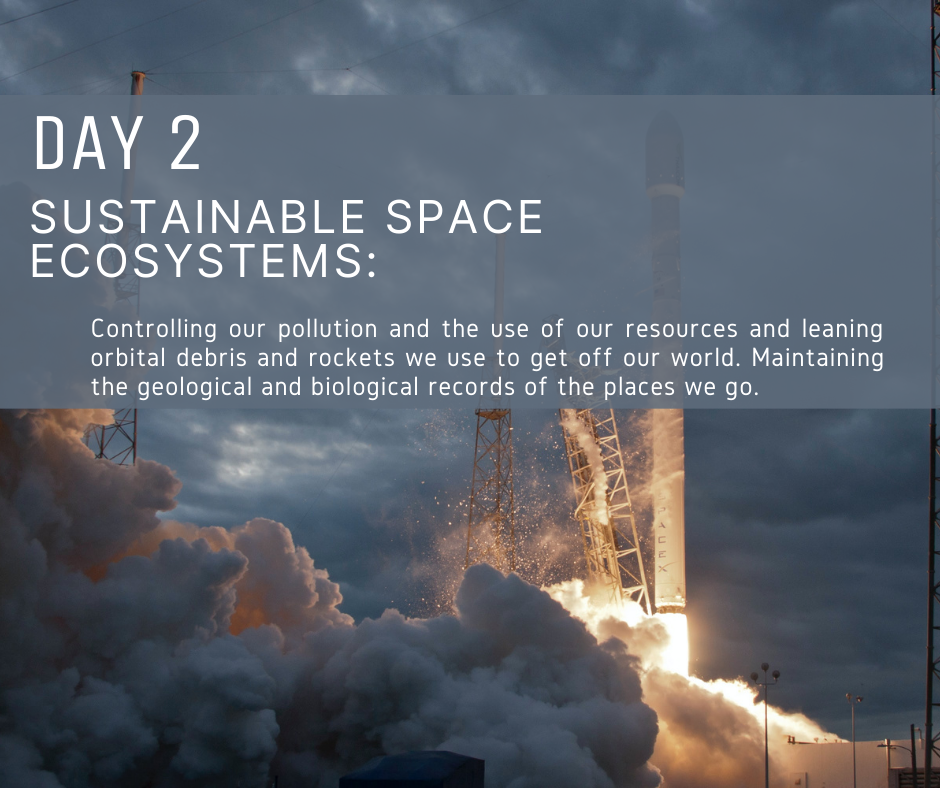 DAY 2
SUSTAINABLE SPACE
ECOSYSTEMS:
Controlling our pollution and the use of our resources and leaning
orbital debris and rockets we use to get off our world. Maintaining
the geological and biological records of the places we go.
SPACEX